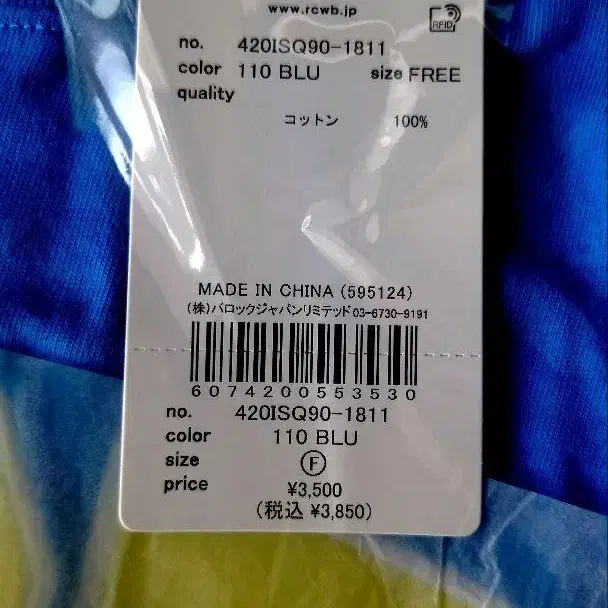 www.rcwb.jp
RFID
no. 420ISQ90-1811
color 110 BLU size FREE
quality
コットン 100%
MADE IN CHINA (595124)
(株)バロックジャパンリミテッド 03-6730-9191
6074200553530
no. 420ISQ90-1811
color 110 BLU
size F
price ¥3,500
(税込 ¥3,850)